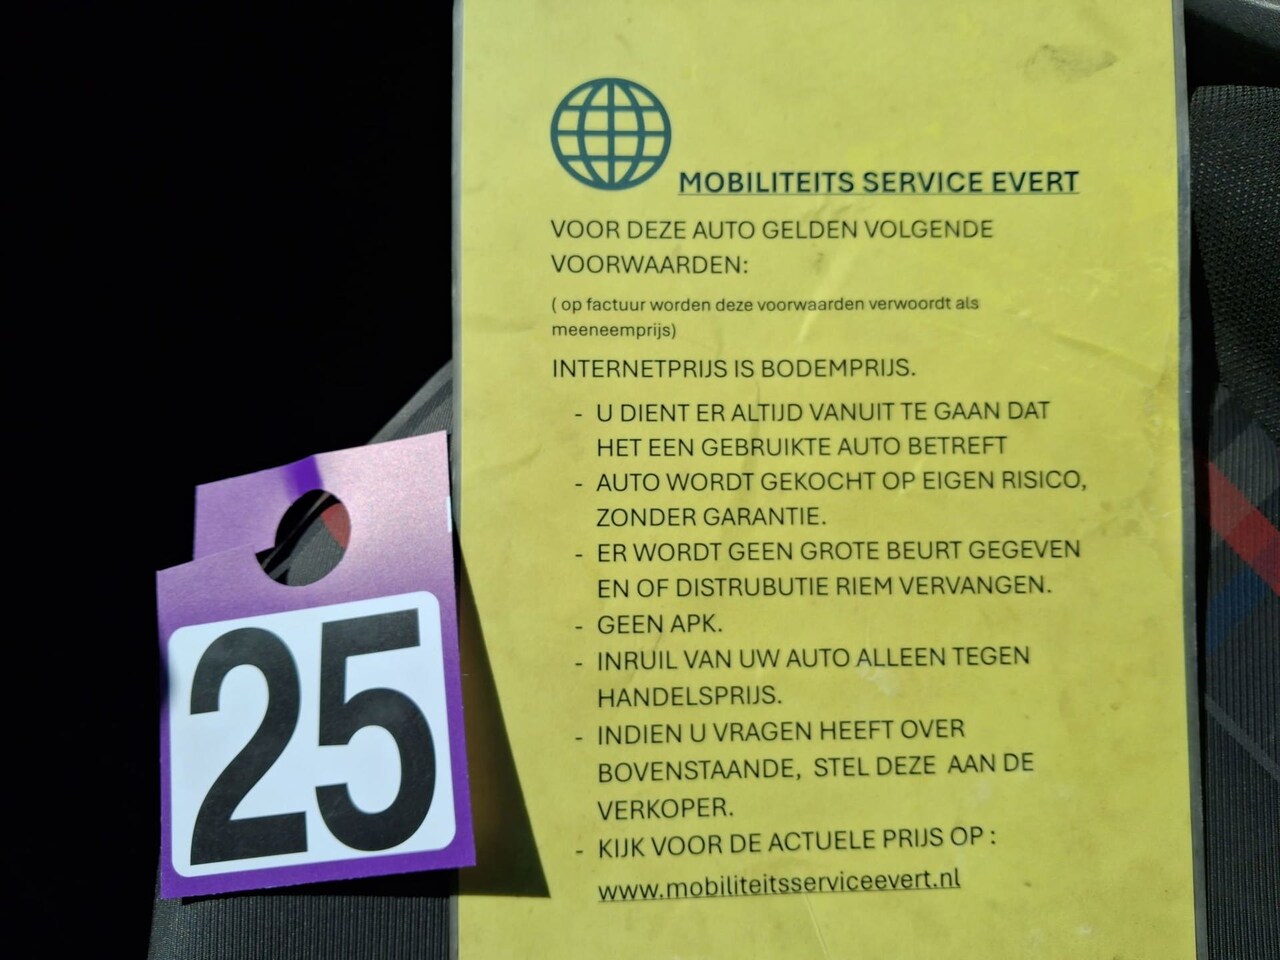 MOBILITEITS SERVICE EVERT
VOOR DEZE AUTO GELDEN VOLGENDE
VOORWAARDEN:
( op factuur worden deze voorwaarden verwoordt als
meeneemprijs)
INTERNETPRIJS IS BODEMPRIJS.
- U DIENT ER ALTIJD VANUIT TE GAAN DAT
HET EEN GEBRUIKTE AUTO BETREFT
- AUTO WORDT GEKOCHT OP EIGEN RISICO,
ZONDER GARANTIE.
- ER WORDT GEEN GROTE BEURT GEGEVEN
EN OF DISTRUBUTIE RIEM VERVANGEN.
- GEEN APK.
- INRUIL VAN UW AUTO ALLEEN TEGEN
HANDELSPRIJS.
- INDIEN U VRAGEN HEEFT OVER
BOVENSTAANDE, STEL DEZE AAN DE
VERKOPER.
- KIJK VOOR DE ACTUELE PRIJS OP :
www.mobiliteitsserviceevert.nl
25